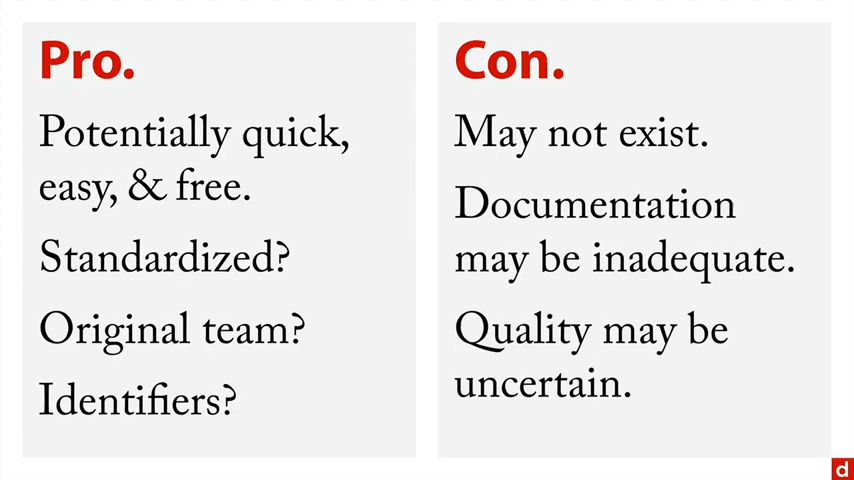 Pro.
Potentially quick,
easy, & free.
Standardized?
Original team?
Identifiers?
Con.
May not exist.
Documentation
may be inadequate.
Quality may be
uncertain.
d